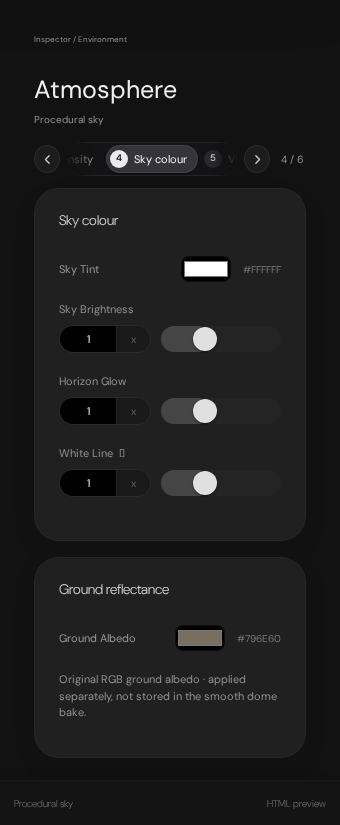 Inspector / Environment
Atmosphere
Procedural sky
nsity 4 Sky colour 5 V 4 / 6
Sky colour
Sky Tint #FFFFFF
Sky Brightness
1 x
Horizon Glow
1 x
White Line
1 x
Ground reflectance
Ground Albedo #796E60
Original RGB ground albedo · applied
separately, not stored in the smooth dome
bake.
Procedural sky HTML preview